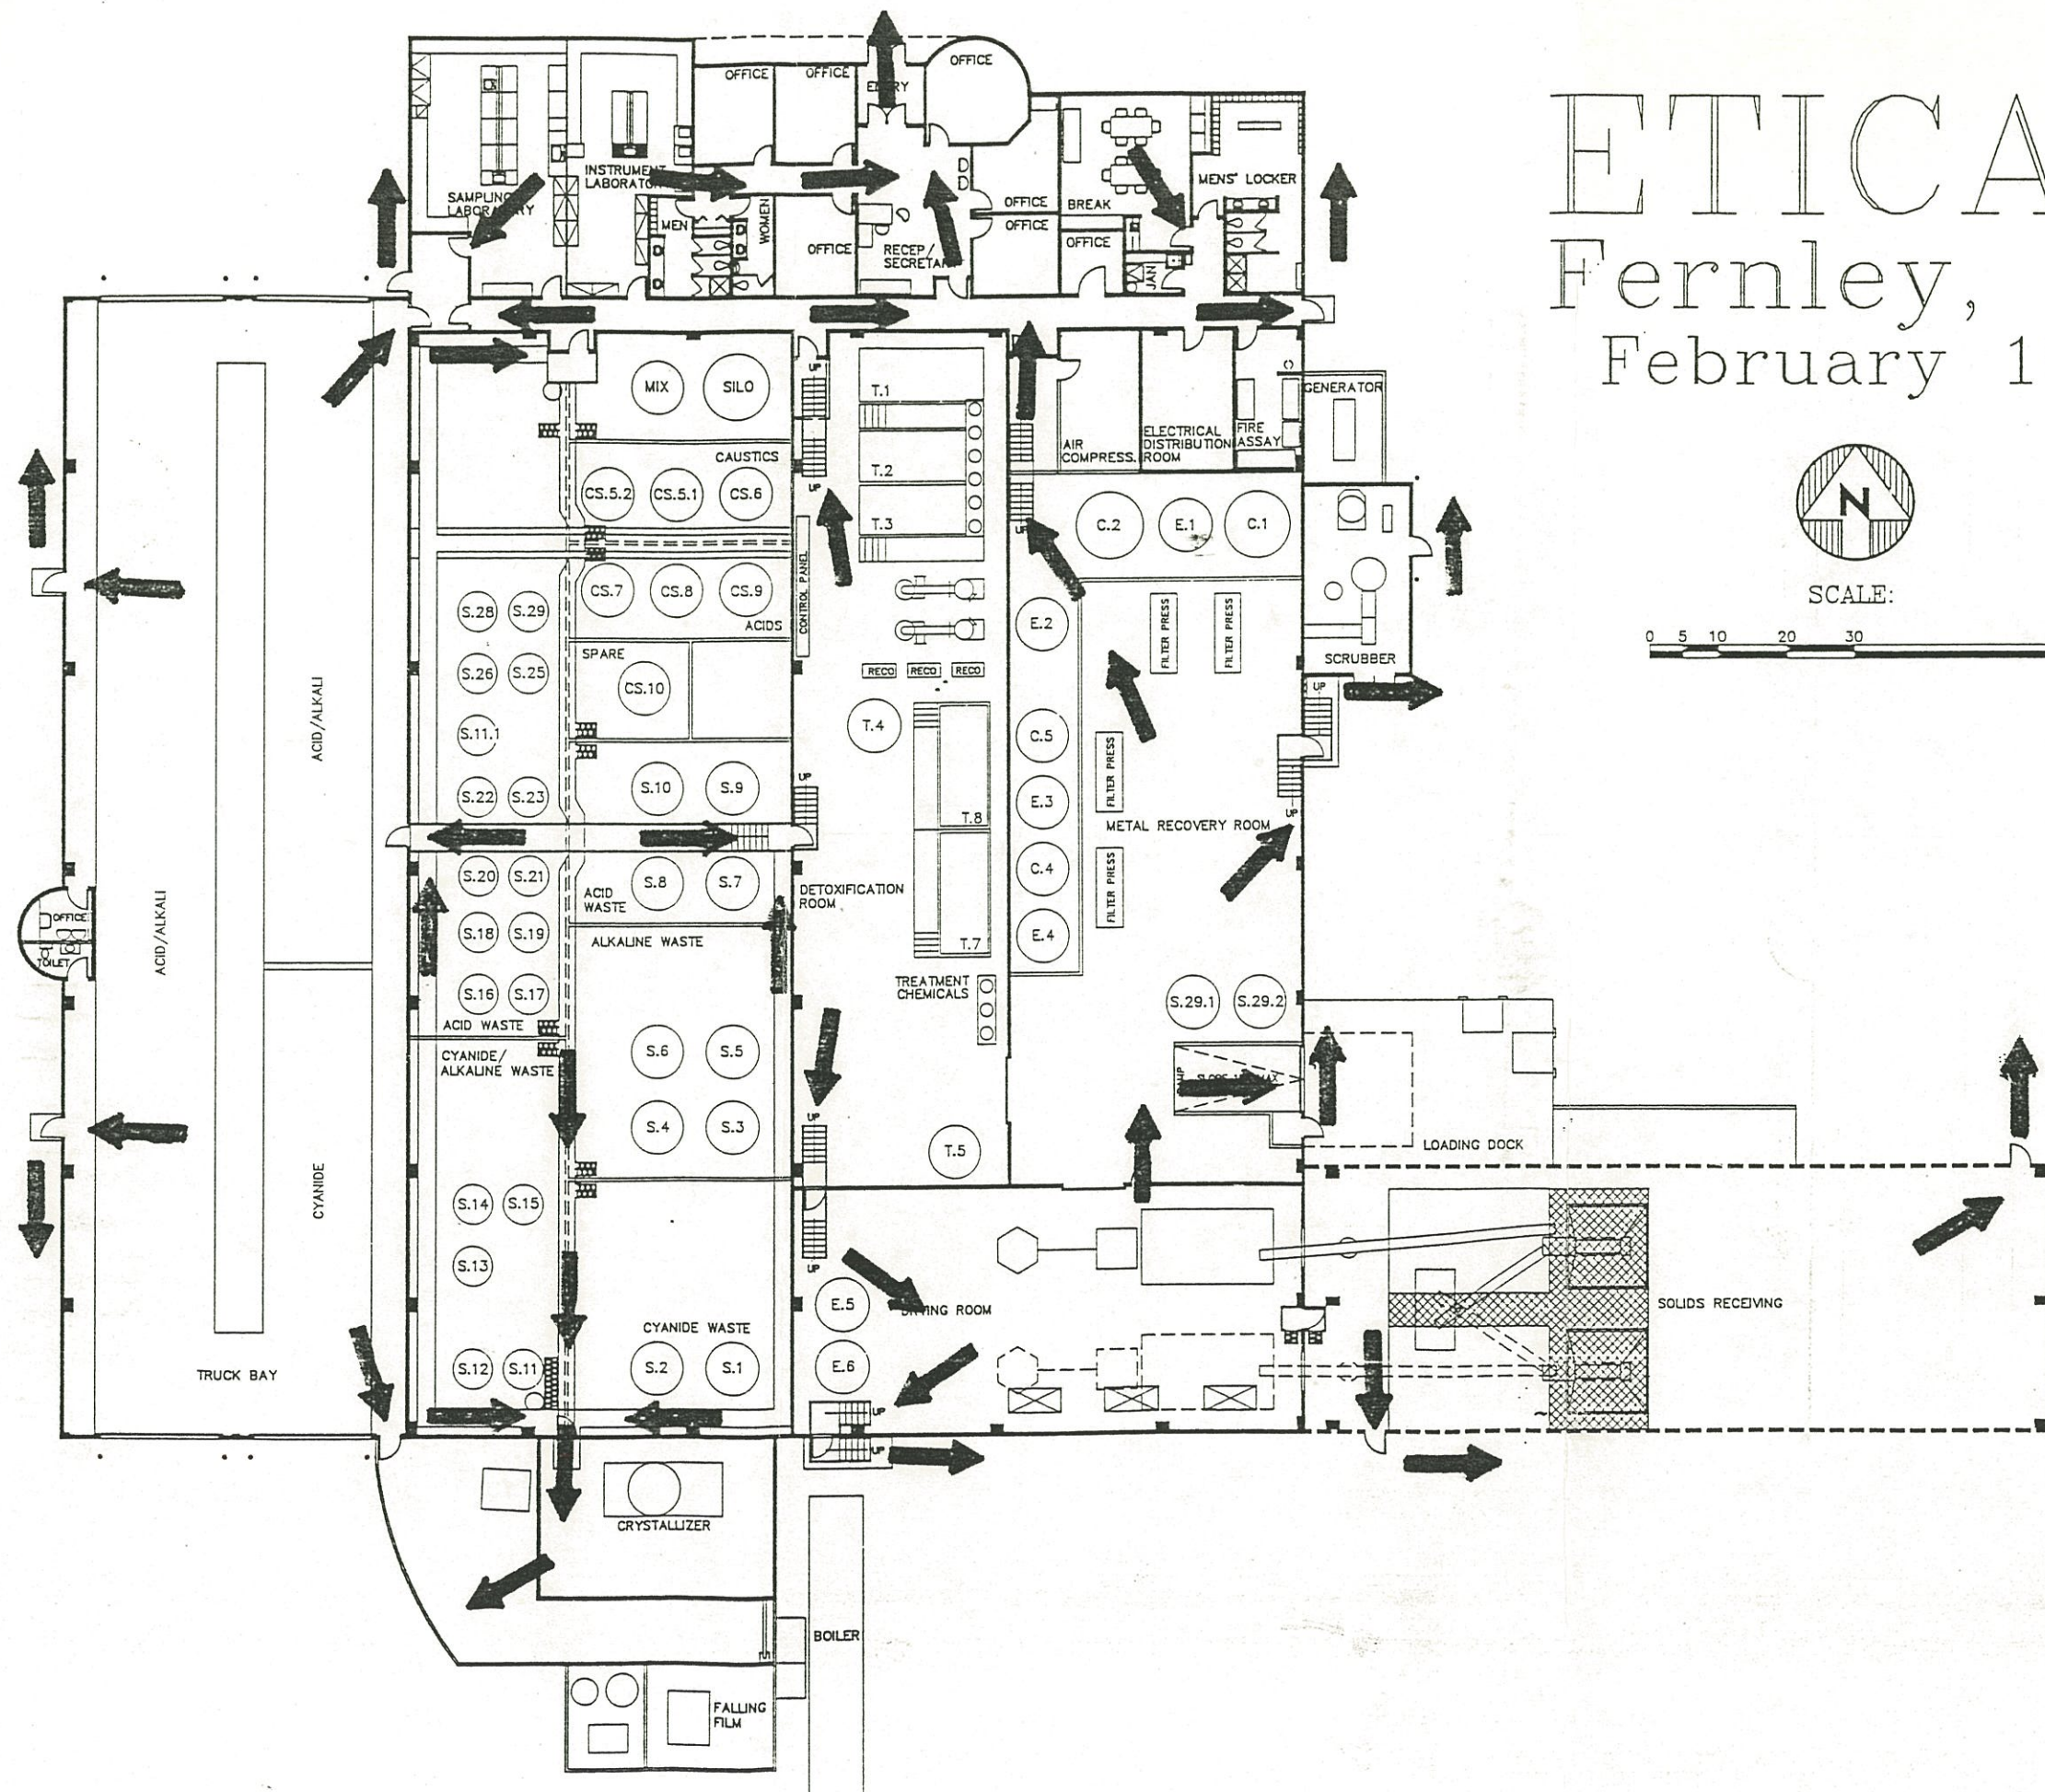 ETICA
Fernley,
February 1
N
SCALE:
0 5 10 20 30
OFFICE
OFFICE
ENTRY
OFFICE
SAMPLING
LABORATORY
INSTRUMENT
LABORATORY
MEN
WOMEN
OFFICE
RECEP/
SECRETARY
D
D
OFFICE
OFFICE
BREAK
OFFICE
JAN
MENS' LOCKER
MIX
SILO
CAUSTICS
CS.5.2
CS.5.1
CS.6
UP
UP
T.1
T.2
T.3
AIR
COMPRESS.
ELECTRICAL
DISTRIBUTION
ROOM
FIRE
ASSAY
GENERATOR
UP
C.2
E.1
C.1
CONTROL PANEL
CS.7
CS.8
CS.9
ACIDS
SPARE
CS.10
S.28
S.29
S.26
S.25
S.11.1
S.22
S.23
S.10
S.9
RECO
RECO
RECO
T.4
T.8
T.7
UP
E.2
C.5
E.3
C.4
E.4
FILTER PRESS
FILTER PRESS
FILTER PRESS
FILTER PRESS
METAL RECOVERY ROOM
SCRUBBER
UP
UP
ACID/ALKALI
ACID/ALKALI
CYANIDE
OFFICE
TOILET
TRUCK BAY
S.20
S.21
S.18
S.19
S.16
S.17
ACID WASTE
ACID
WASTE
S.8
S.7
ALKALINE WASTE
S.6
S.5
S.4
S.3
CYANIDE/
ALKALINE WASTE
S.14
S.15
S.13
S.12
S.11
CYANIDE WASTE
S.2
S.1
DETOXIFICATION
ROOM
TREATMENT
CHEMICALS
T.5
UP
UP
S.29.1
S.29.2
LOADING DOCK
E.5
E.6
DRYING ROOM
UP
UP
SOLIDS RECEIVING
CRYSTALLIZER
BOILER
FALLING
FILM